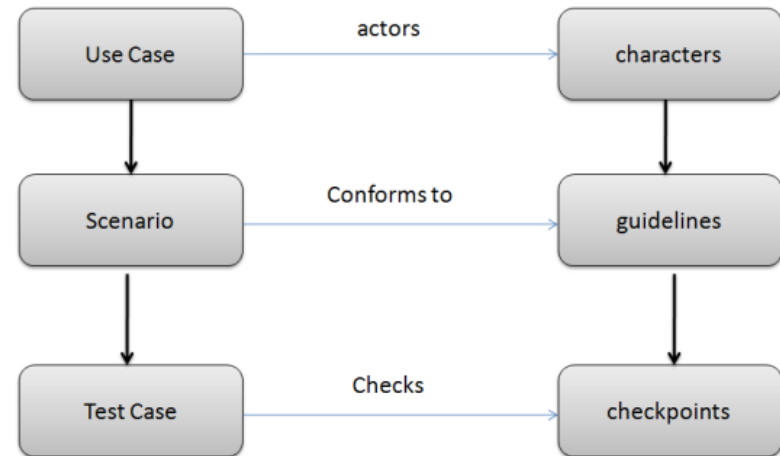 actors
Use Case
characters
Conforms to
Scenario
guidelines
Checks
Test Case
checkpoints